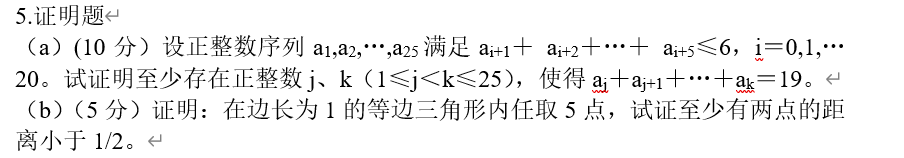 5.证明题
（a）(10 分）设正整数序列 a1,a2,…,a25 满足 ai+1＋ ai+2＋…＋ ai+5≤6，i＝0,1,…
20。试证明至少存在正整数 j、k（1≤j<k≤25），使得 aj＋aj+1＋…＋ak＝19。
（b）（5 分）证明：在边长为 1 的等边三角形内任取 5 点，试证至少有两点的距
离小于 1/2。